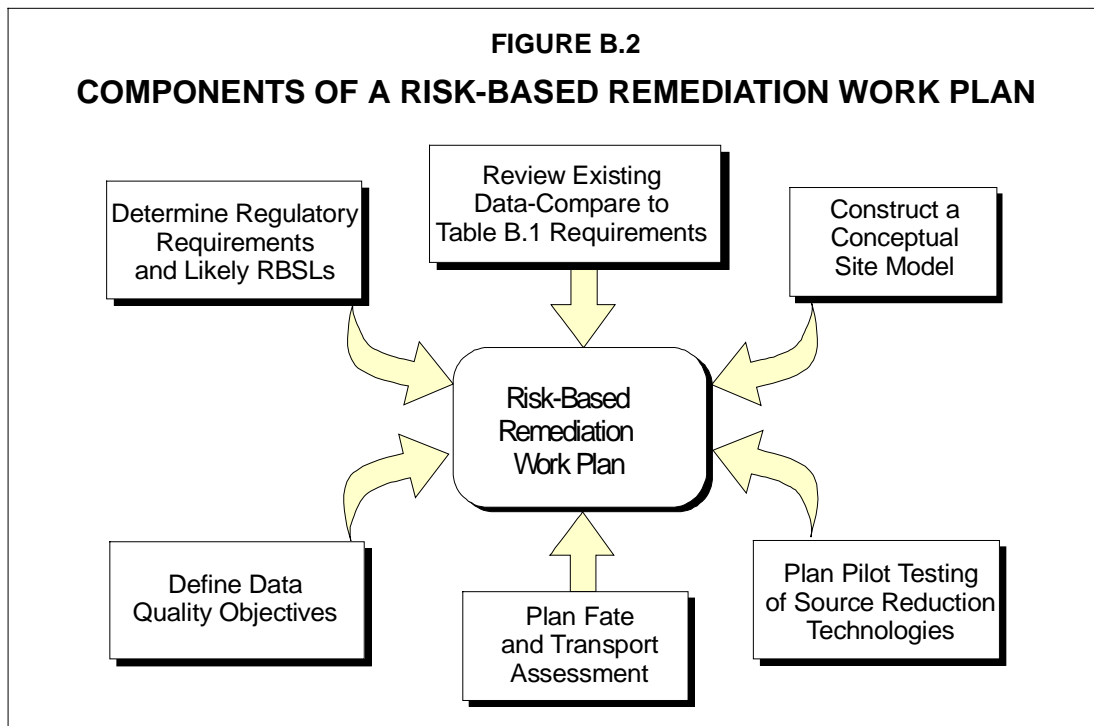 FIGURE B.2
COMPONENTS OF A RISK-BASED REMEDIATION WORK PLAN
Determine Regulatory
Requirements
and Likely RBSLs
Review Existing
Data-Compare to
Table B.1 Requirements
Construct a
Conceptual
Site Model
Risk-Based
Remediation
Work Plan
Define Data
Quality Objectives
Plan Fate
and Transport
Assessment
Plan Pilot Testing
of Source Reduction
Technologies